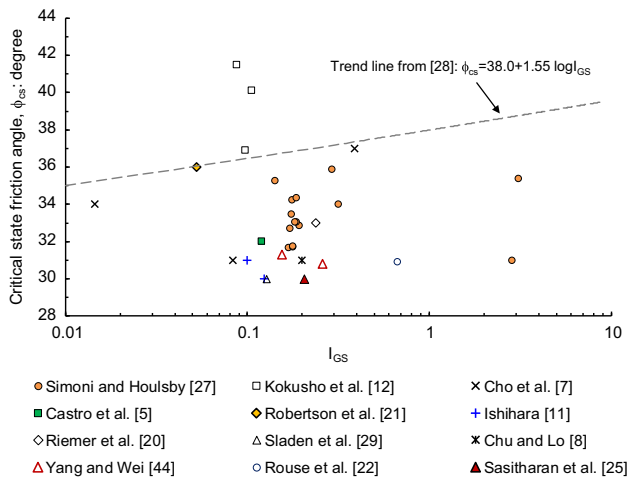 44
42
40
38
36
34
32
30
28
Critical state friction angle, ϕcs: degree
Trend line from [28]: ϕcs=38.0+1.55 logIGS
0.01 0.1 1 10
IGS
Simoni and Houlsby [27] Kokusho et al. [12] Cho et al. [7]
Castro et al. [5] Robertson et al. [21] Ishihara [11]
Riemer et al. [20] Sladen et al. [29] Chu and Lo [8]
Yang and Wei [44] Rouse et al. [22] Sasitharan et al. [25]